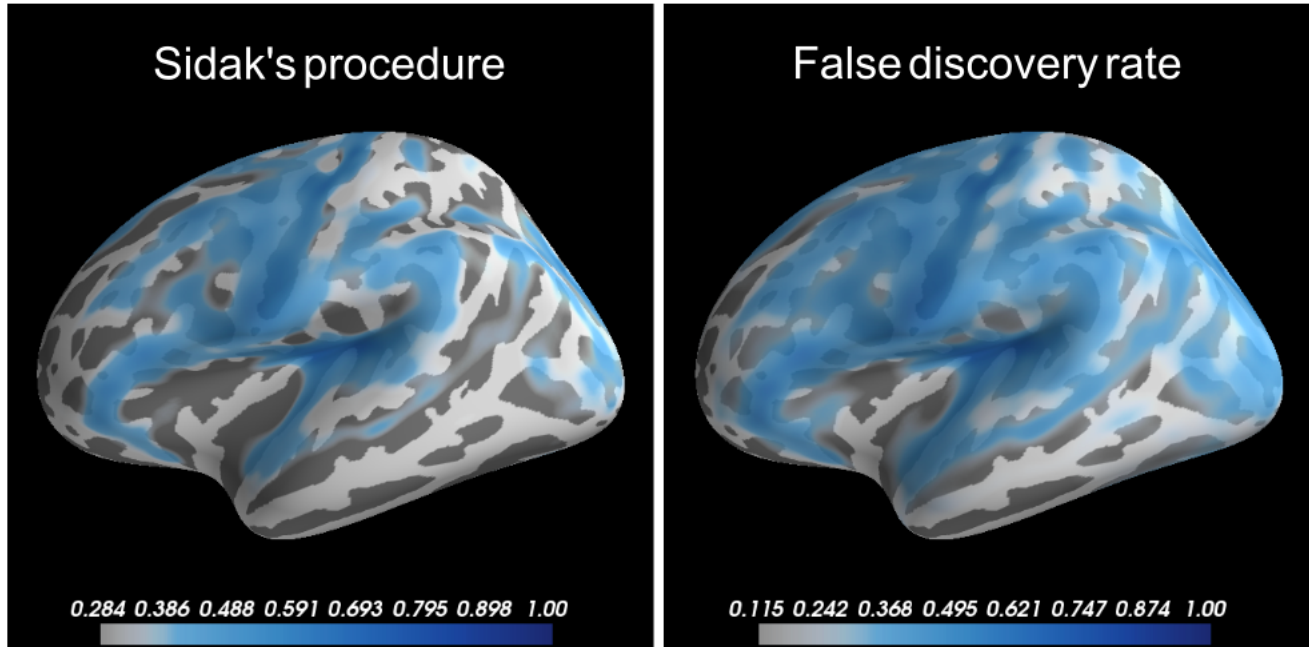 Sidak's procedure
False discovery rate
0.284 0.386 0.488 0.591 0.693 0.795 0.898 1.00
0.115 0.242 0.368 0.495 0.621 0.747 0.874 1.00